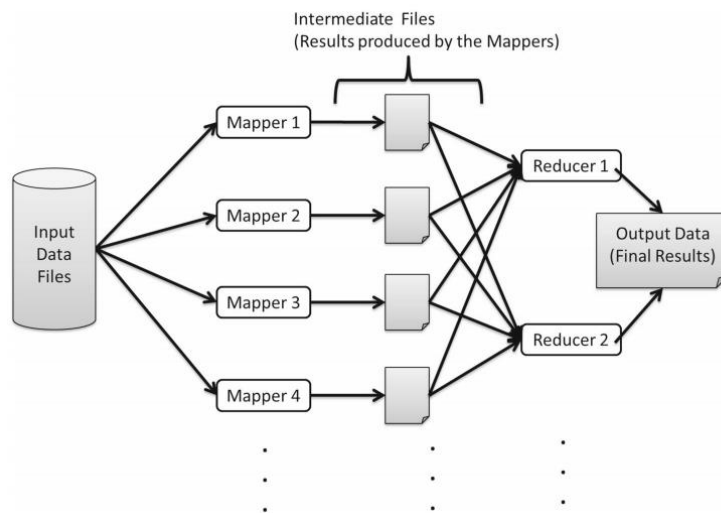 Intermediate Files
(Results produced by the Mappers)
Mapper 1
Reducer 1
Mapper 2
Input
Data
Files
Output Data
(Final Results)
Mapper 3
Reducer 2
Mapper 4